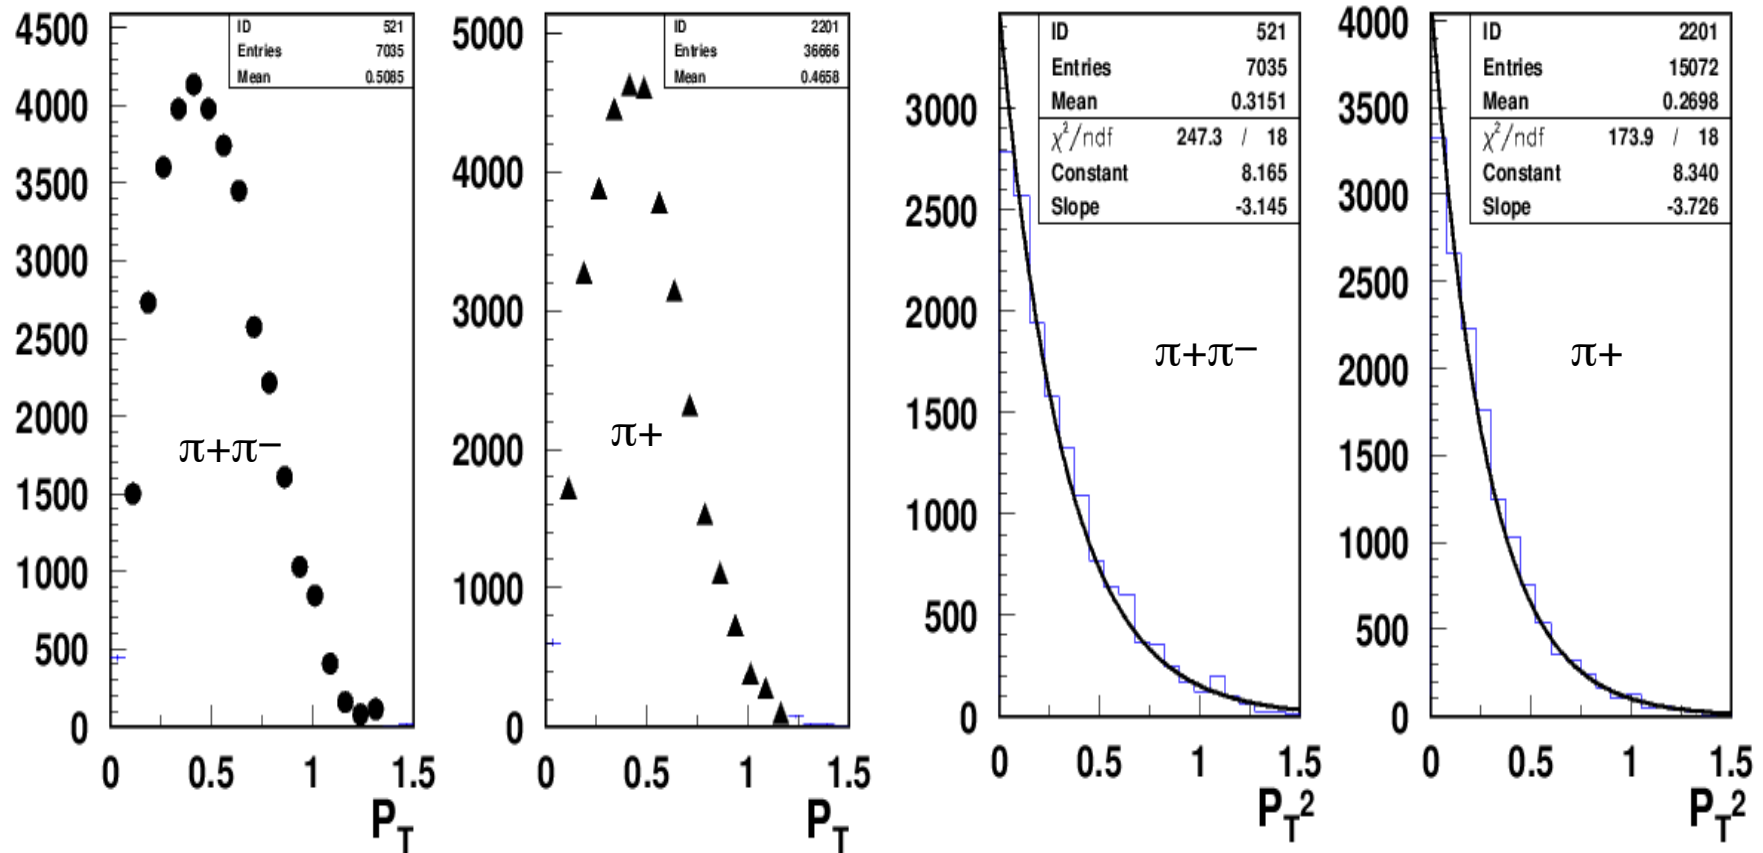 4500
4000
3500
3000
2500
2000
1500
1000
500
0
ID 521
Entries 7035
Mean 0.5085
π+π−
0 0.5 1 1.5
P_T
5000
4000
3000
2000
1000
0
ID 2201
Entries 36666
Mean 0.4658
π+
0 0.5 1 1.5
P_T
3000
2500
2000
1500
1000
500
0
ID 521
Entries 7035
Mean 0.3151
χ²/ndf 247.3 / 18
Constant 8.165
Slope -3.145
π+π−
0 0.5 1 1.5
P_T²
4000
3500
3000
2500
2000
1500
1000
500
0
ID 2201
Entries 15072
Mean 0.2698
χ²/ndf 173.9 / 18
Constant 8.340
Slope -3.726
π+
0 0.5 1 1.5
P_T²